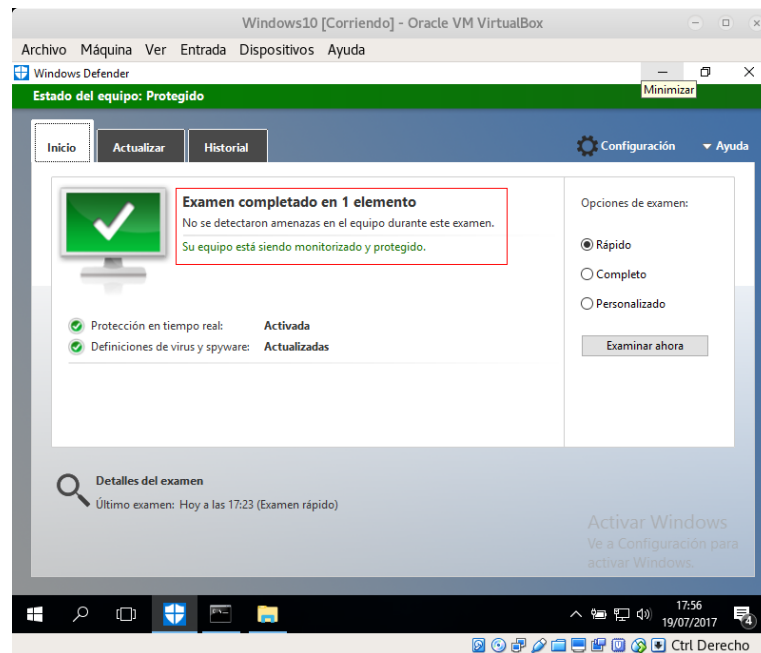 Windows10 [Corriendo] - Oracle VM VirtualBox
Archivo Máquina Ver Entrada Dispositivos Ayuda
Windows Defender
Estado del equipo: Protegido
Minimizar
Inicio Actualizar Historial Configuración Ayuda
Examen completado en 1 elemento
No se detectaron amenazas en el equipo durante este examen.
Su equipo está siendo monitorizado y protegido.
Opciones de examen:
Rápido
Completo
Personalizado
Examinar ahora
Protección en tiempo real: Activada
Definiciones de virus y spyware: Actualizadas
Detalles del examen
Último examen: Hoy a las 17:23 (Examen rápido)
Activar Windows
Ve a Configuración para
activar Windows.
17:56
19/07/2017
4
Ctrl Derecho